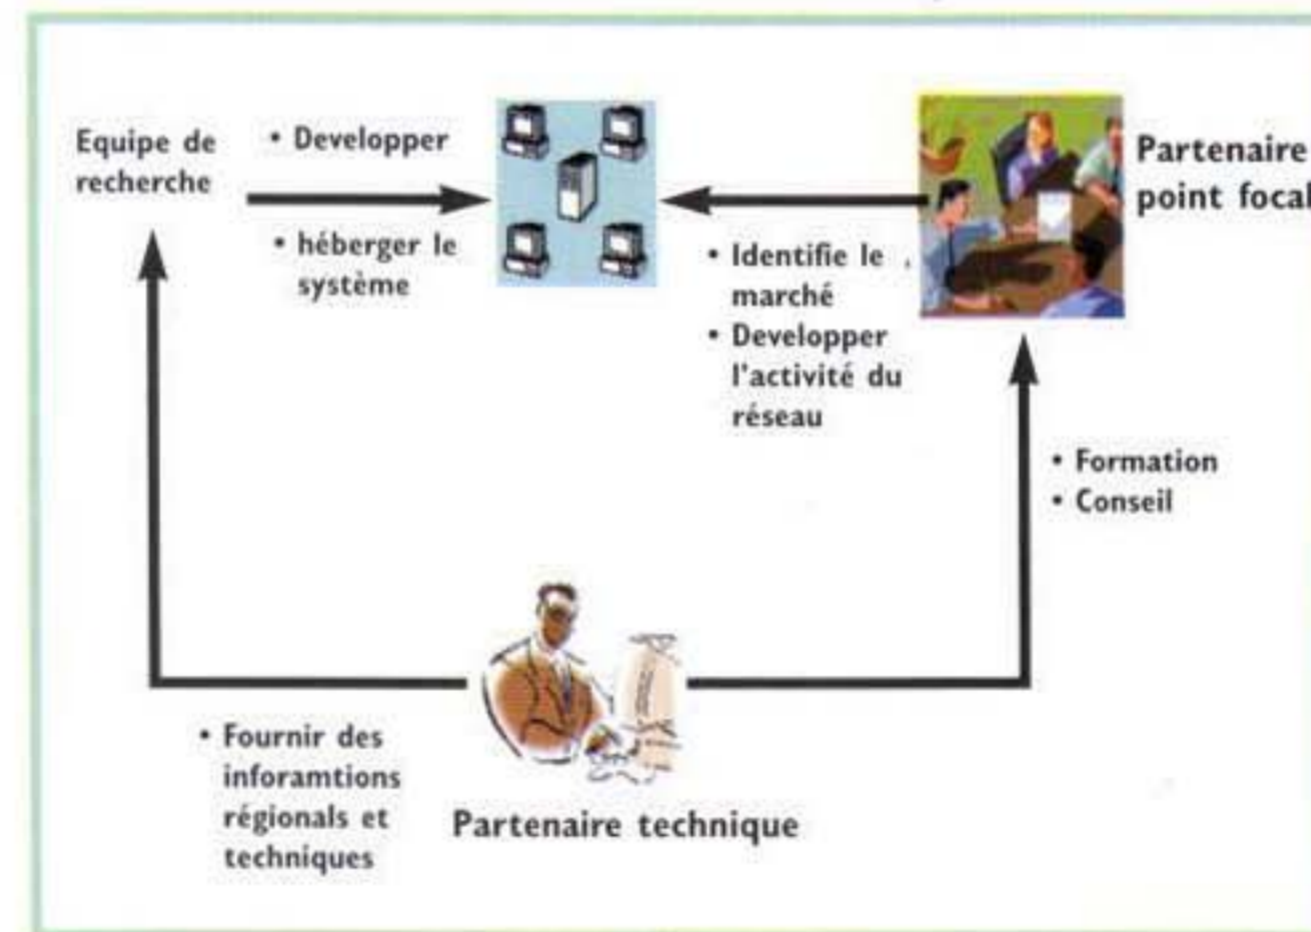 Equipe de
recherche
• Developper
• héberger le
système
Partenaire
point focal
• Identifie le
marché
• Developper
l'activité du
réseau
• Formation
• Conseil
• Fournir des
inforamtions
régionals et
techniques
Partenaire technique